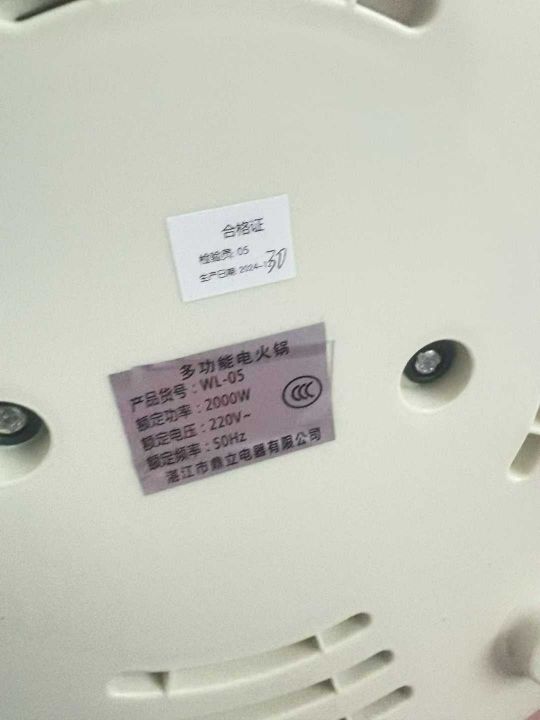 合格证
检验员: 05
生产日期: 2024-
30
多功能电火锅
产品货号：WL-05
额定功率：2000W
额定电压：220V~
额定频率：50Hz
湛江市鼎立电器有限公司
CCC